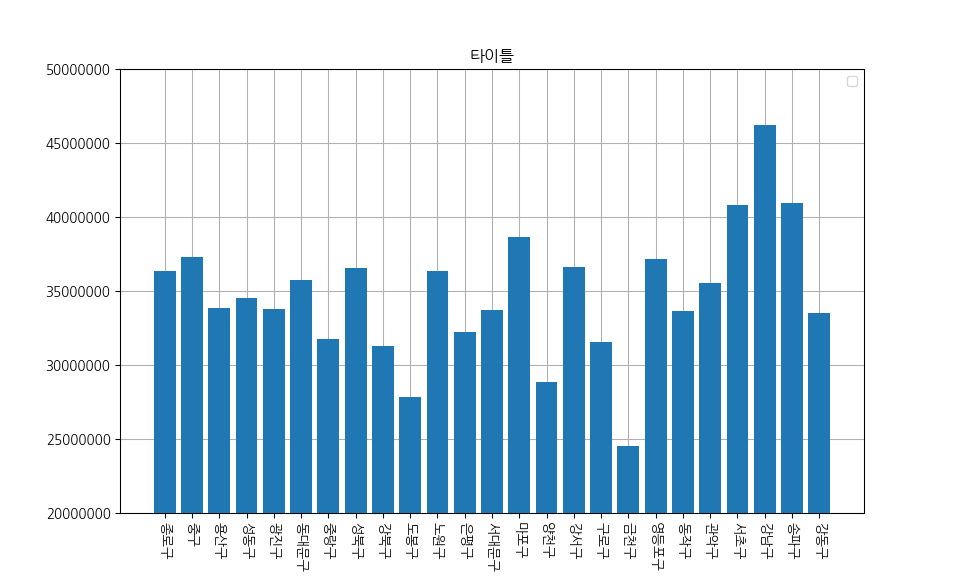 타이틀
50000000
45000000
40000000
35000000
30000000
25000000
20000000
종로구
중구
용산구
성동구
광진구
동대문구
중랑구
성북구
강북구
도봉구
노원구
은평구
서대문구
마포구
양천구
강서구
구로구
금천구
영등포구
동작구
관악구
서초구
강남구
송파구
강동구